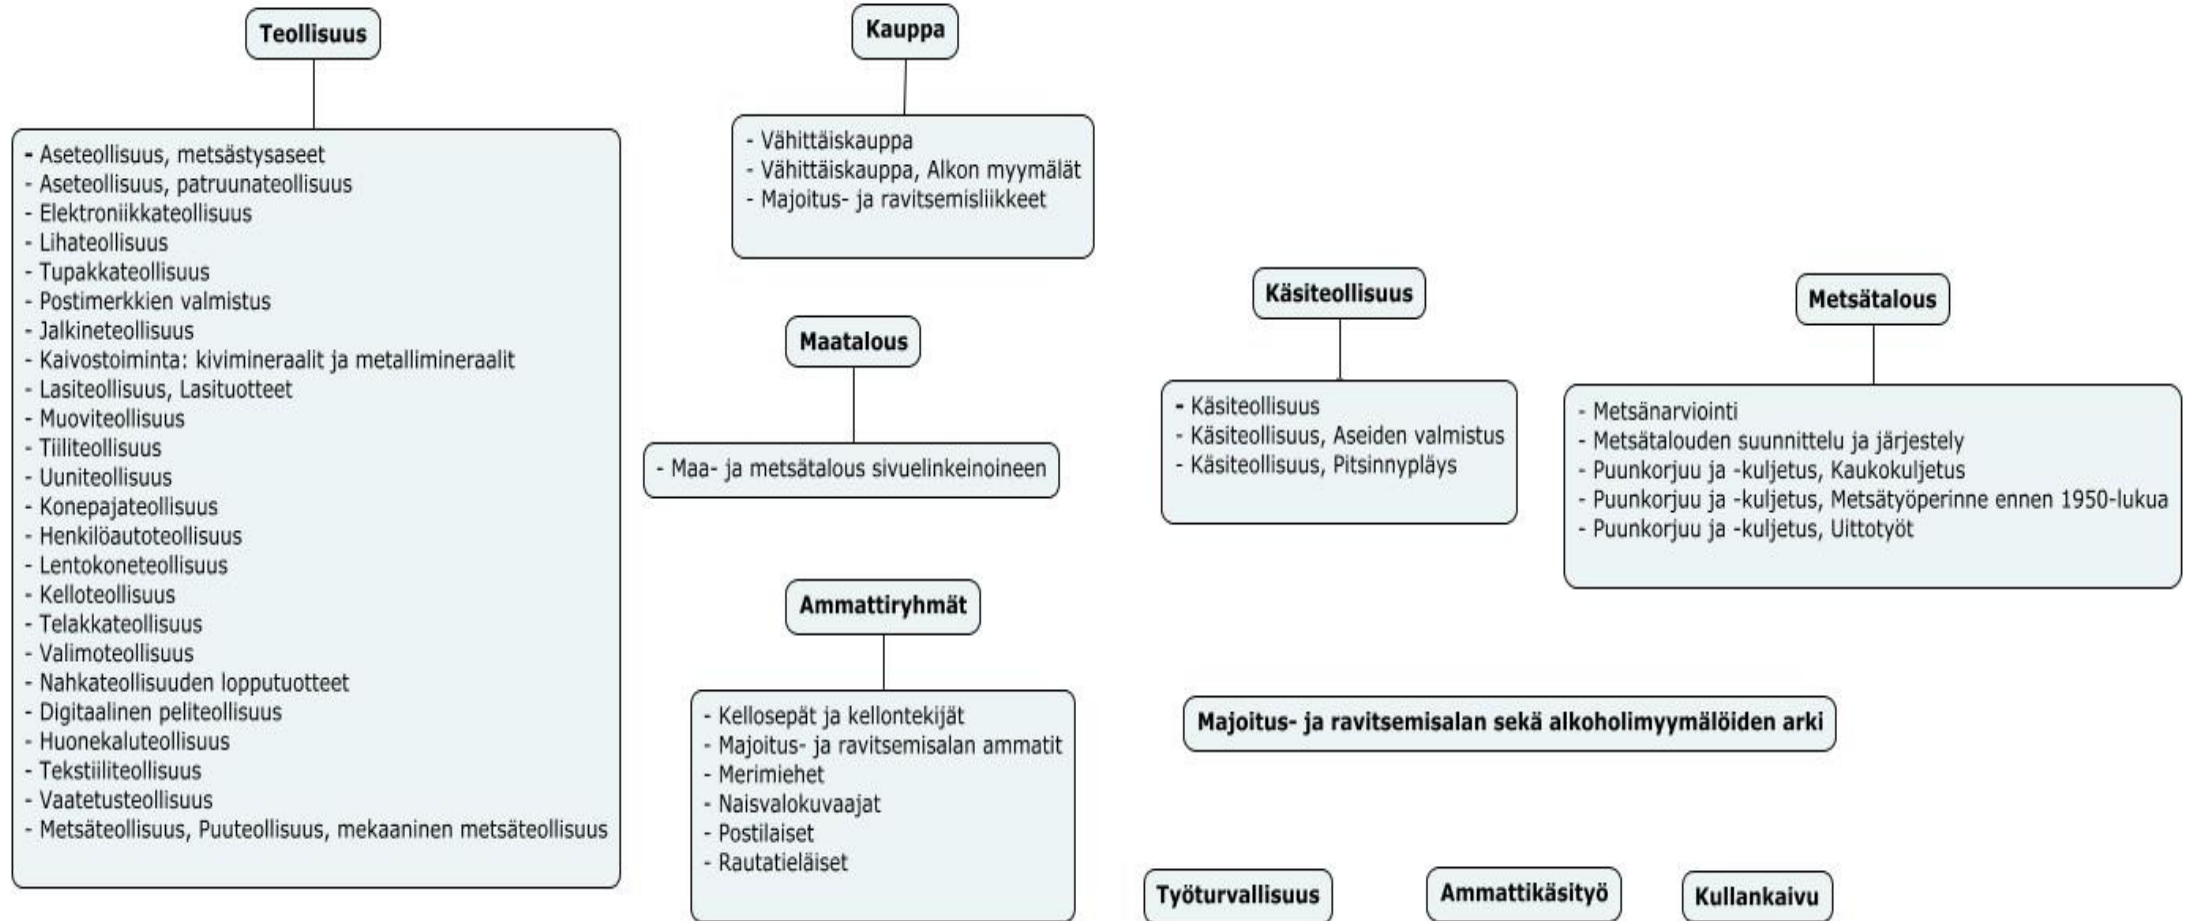 Teollisuus
- Aseteollisuus, metsästysaseet
- Aseteollisuus, patruunateollisuus
- Elektroniikkateollisuus
- Lihateollisuus
- Tupakkateollisuus
- Postimerkkien valmistus
- Jalkineteollisuus
- Kaivostoiminta: kivimineraalit ja metallimineraalit
- Lasiteollisuus, Lasituotteet
- Muoviteollisuus
- Tiiliteollisuus
- Uuniteollisuus
- Konepajateollisuus
- Henkilöautoteollisuus
- Lentokoneteollisuus
- Kelloteollisuus
- Telakkateollisuus
- Valimoteollisuus
- Nahkateollisuuden lopputuotteet
- Digitaalinen peliteollisuus
- Huonekaluteollisuus
- Tekstiiliteollisuus
- Vaatetusteollisuus
- Metsäteollisuus, Puuteollisuus, mekaaninen metsäteollisuus
Kauppa
- Vähittäiskauppa
- Vähittäiskauppa, Alkon myymälät
- Majoitus- ja ravitsemisliikkeet
Maatalous
- Maa- ja metsätalous sivuelinkeinoineen
Ammattiryhmät
- Kellosepät ja kellontekijät
- Majoitus- ja ravitsemisalan ammatit
- Merimiehet
- Naisvalokuvaajat
- Postilaiset
- Rautatieläiset
Käsiteollisuus
- Käsiteollisuus
- Käsiteollisuus, Aseiden valmistus
- Käsiteollisuus, Pitsinnypläys
Metsätalous
- Metsänarviointi
- Metsätalouden suunnittelu ja järjestely
- Puunkorjuu ja -kuljetus, Kaukokuljetus
- Puunkorjuu ja -kuljetus, Metsätyöperinne ennen 1950-lukua
- Puunkorjuu ja -kuljetus, Uittotyöt
Majoitus- ja ravitsemisalan sekä alkoholimyymälöiden arki
Työturvallisuus
Ammattikäsityö
Kullankaivu